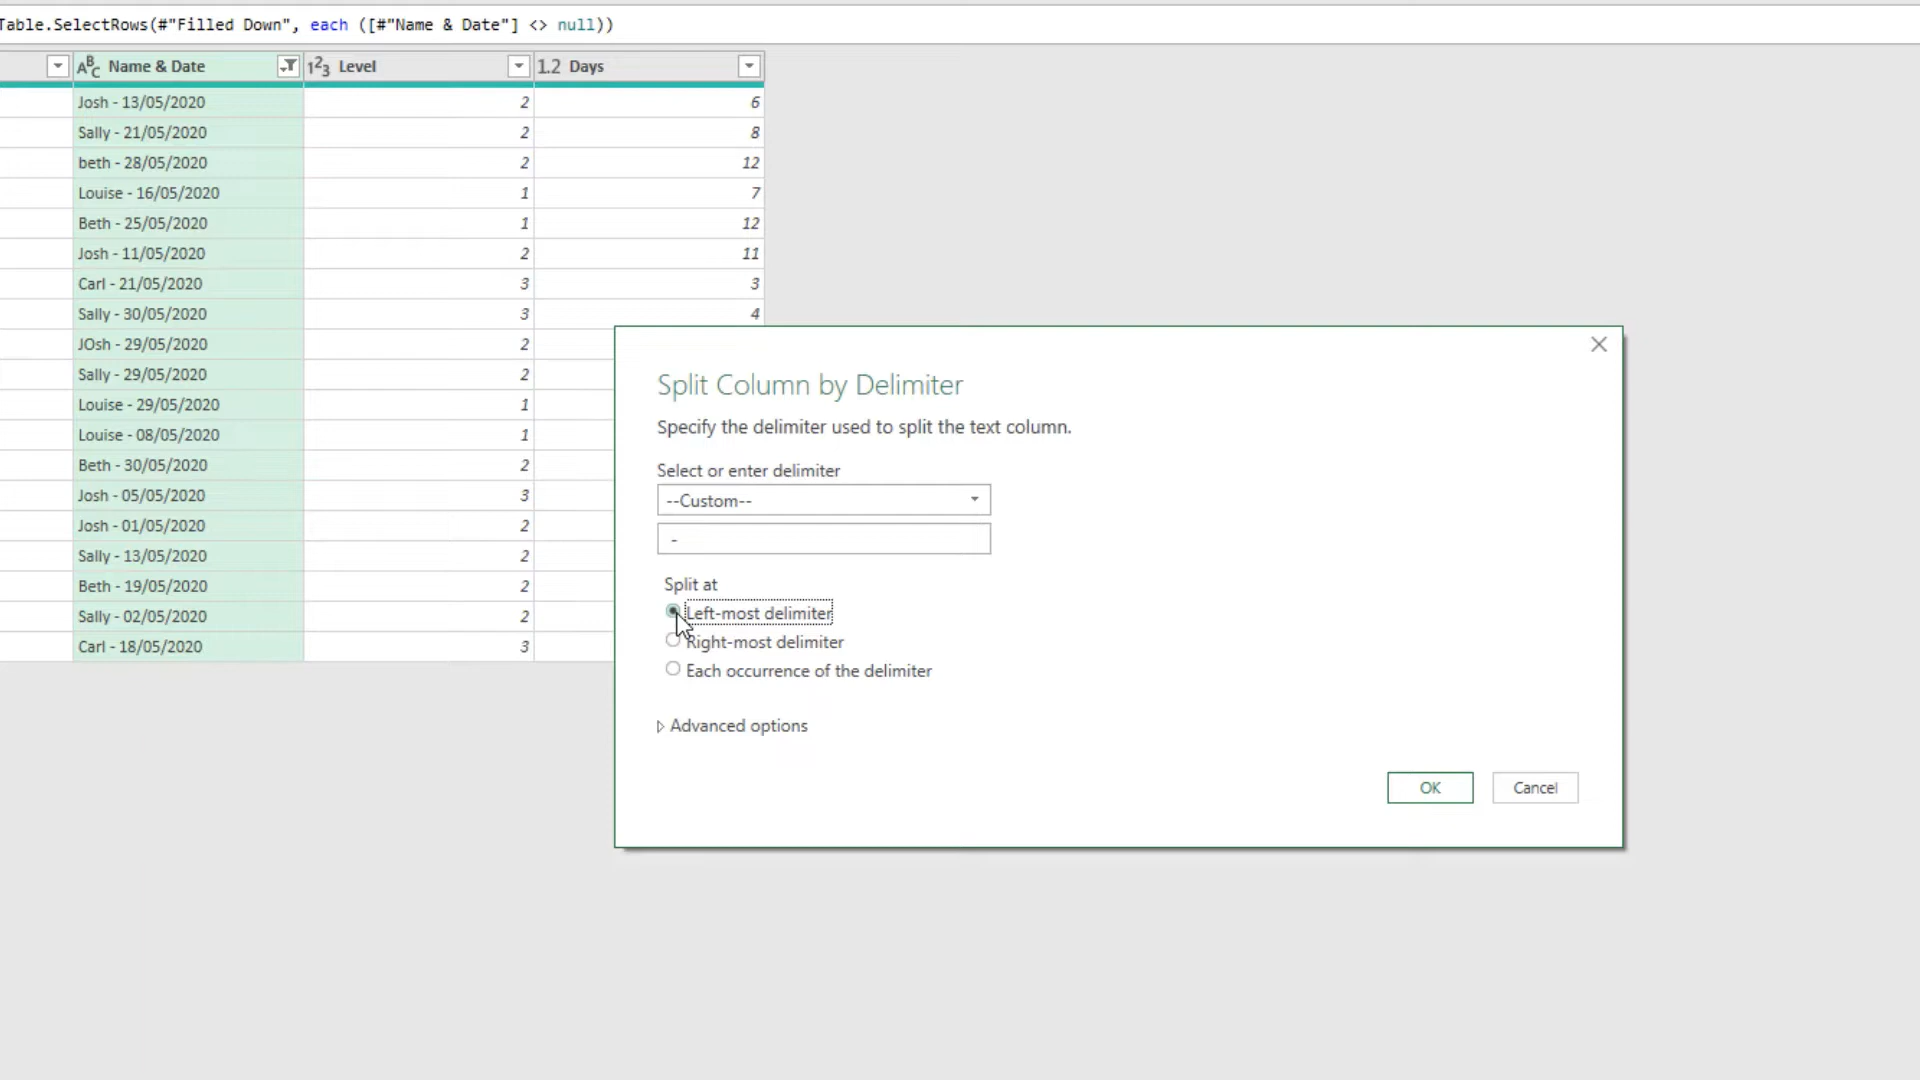 Table.SelectRows(#"Filled Down", each ([#"Name & Date"] <> null))
ABC Name & Date 123 Level 1.2 Days
Josh - 13/05/2020 2 6
Sally - 21/05/2020 2 8
beth - 28/05/2020 2 12
Louise - 16/05/2020 1 7
Beth - 25/05/2020 1 12
Josh - 11/05/2020 2 11
Carl - 21/05/2020 3 3
Sally - 30/05/2020 3 4
JOsh - 29/05/2020 2
Sally - 29/05/2020 2
Louise - 29/05/2020 1
Louise - 08/05/2020 1
Beth - 30/05/2020 2
Josh - 05/05/2020 3
Josh - 01/05/2020 2
Sally - 13/05/2020 2
Beth - 19/05/2020 2
Sally - 02/05/2020 2
Carl - 18/05/2020 3
Split Column by Delimiter
Specify the delimiter used to split the text column.
Select or enter delimiter
--Custom--
-
Split at
Left-most delimiter
Right-most delimiter
Each occurrence of the delimiter
Advanced options
OK Cancel